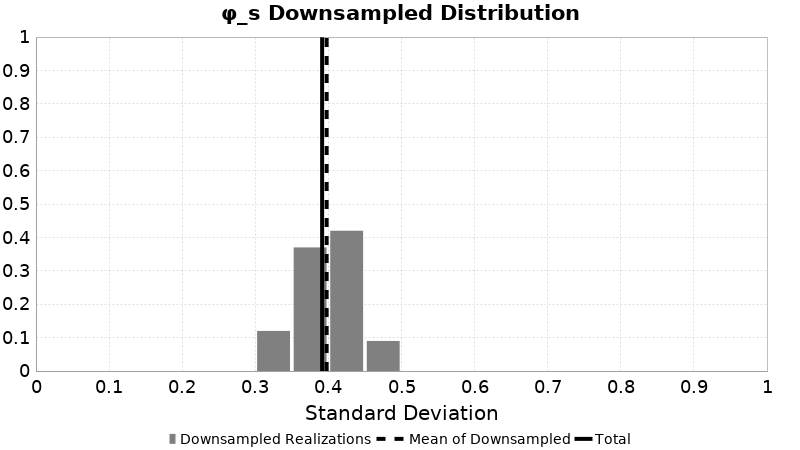 φ_s Downsampled Distribution
1
0.9
0.8
0.7
0.6
0.5
0.4
0.3
0.2
0.1
0
0 0.1 0.2 0.3 0.4 0.5 0.6 0.7 0.8 0.9 1
Standard Deviation
Downsampled Realizations Mean of Downsampled Total